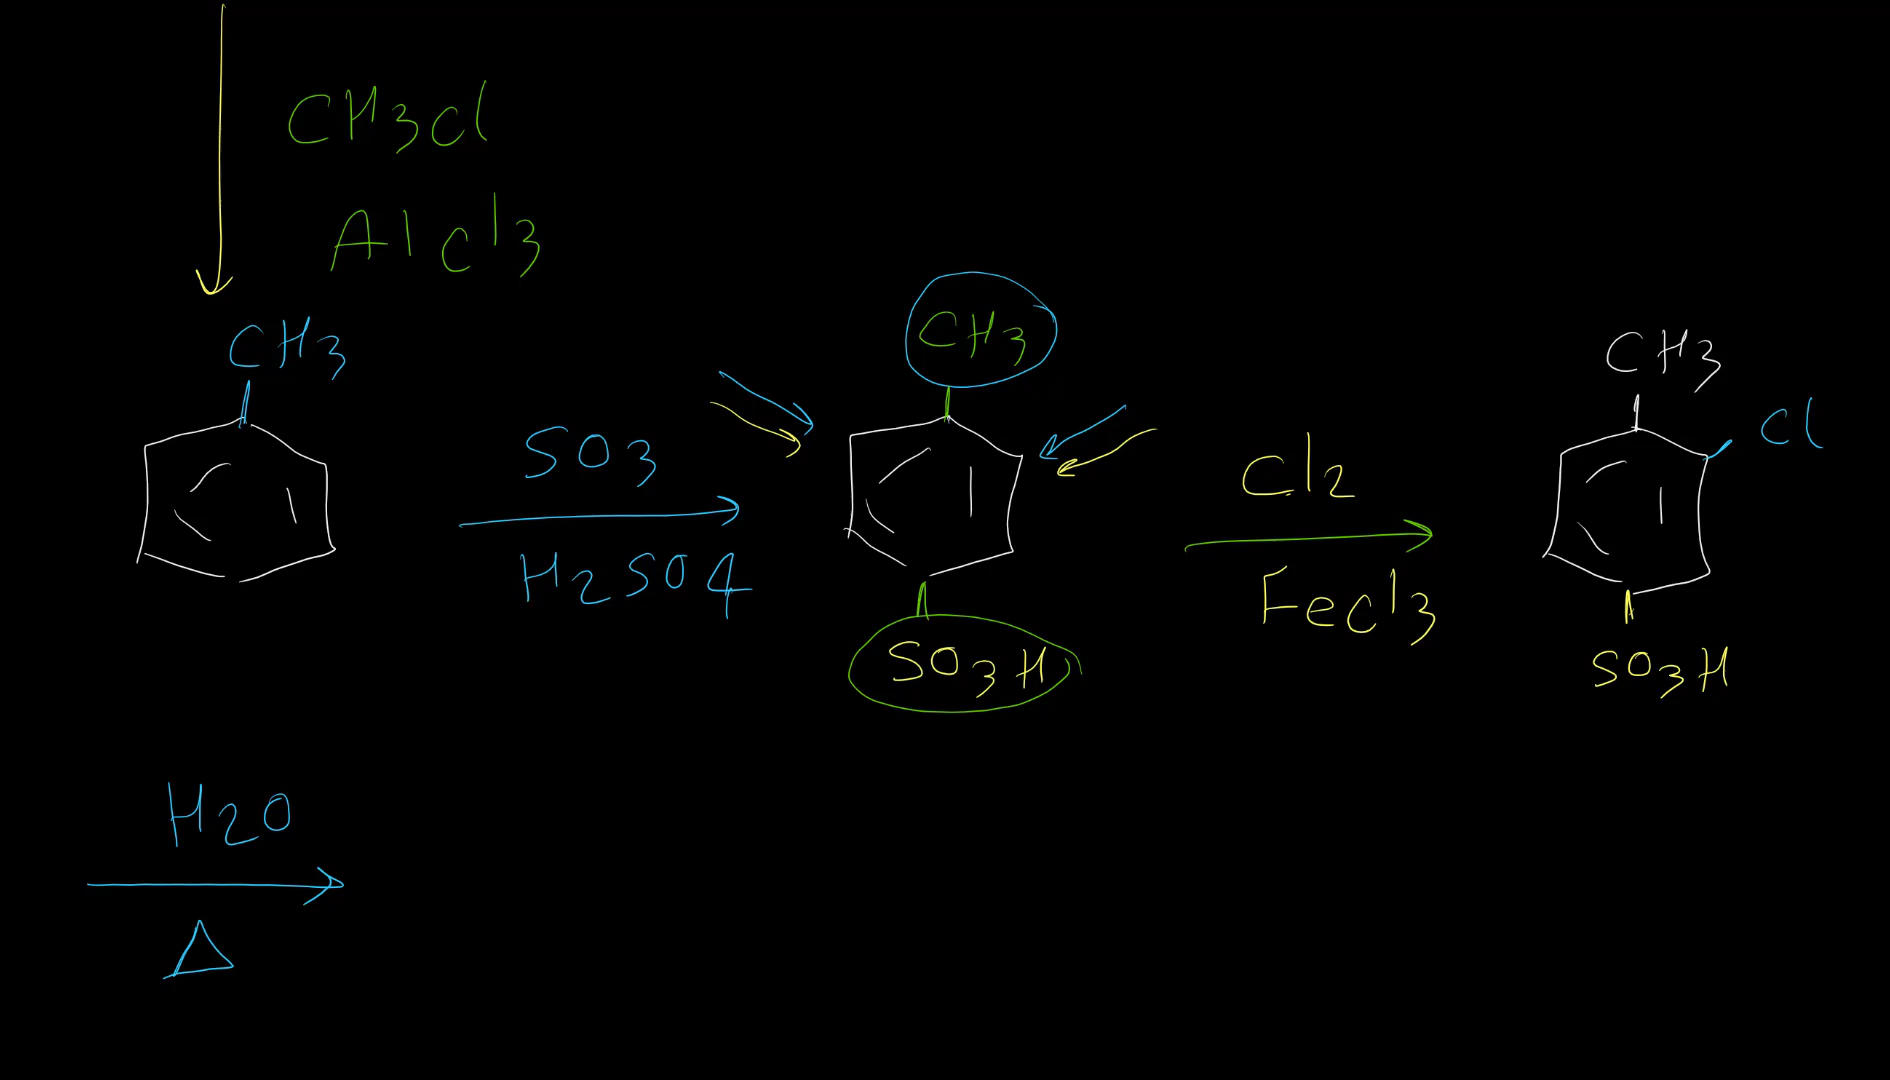 CH3Cl
AlCl3
CH3
SO3
H2SO4
CH3
SO3H
Cl2
FeCl3
CH3
Cl
SO3H
H2O
Δ